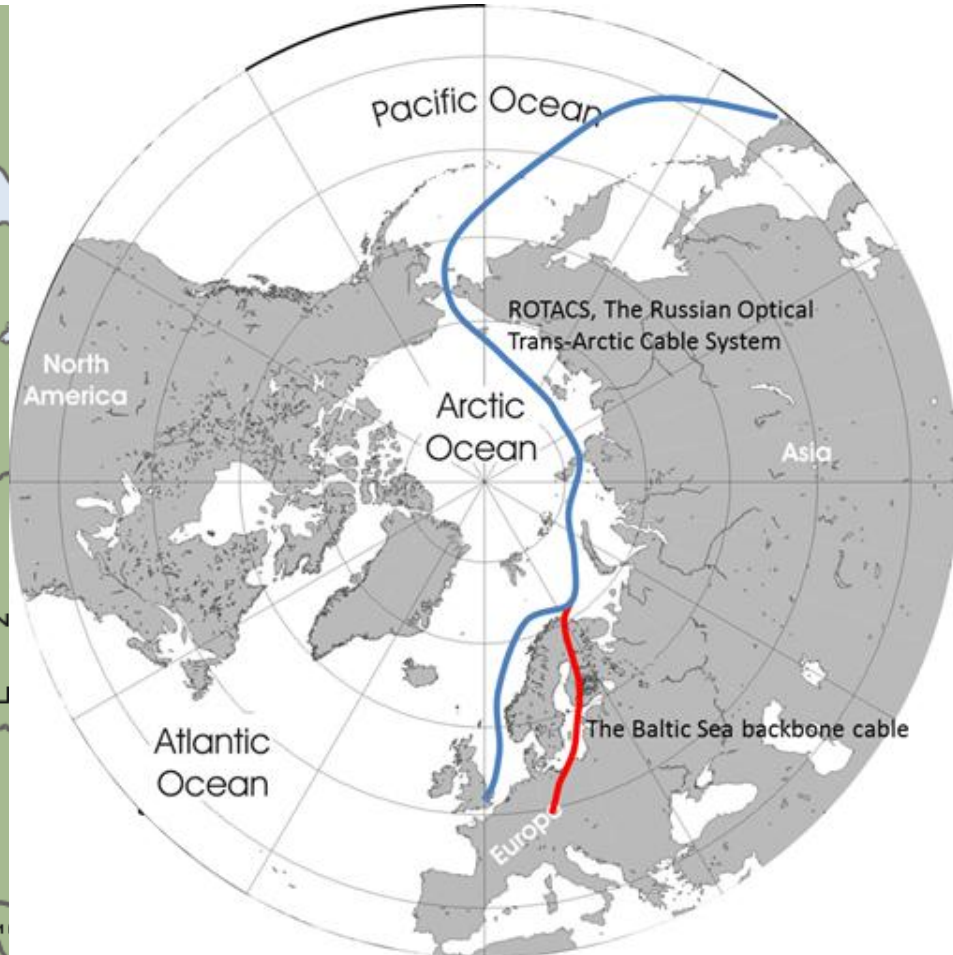 Pacific Ocean
ROTACS, The Russian Optical
Trans-Arctic Cable System
North
America
Arctic
Ocean
Asia
The Baltic Sea backbone cable
Atlantic
Ocean
Europe